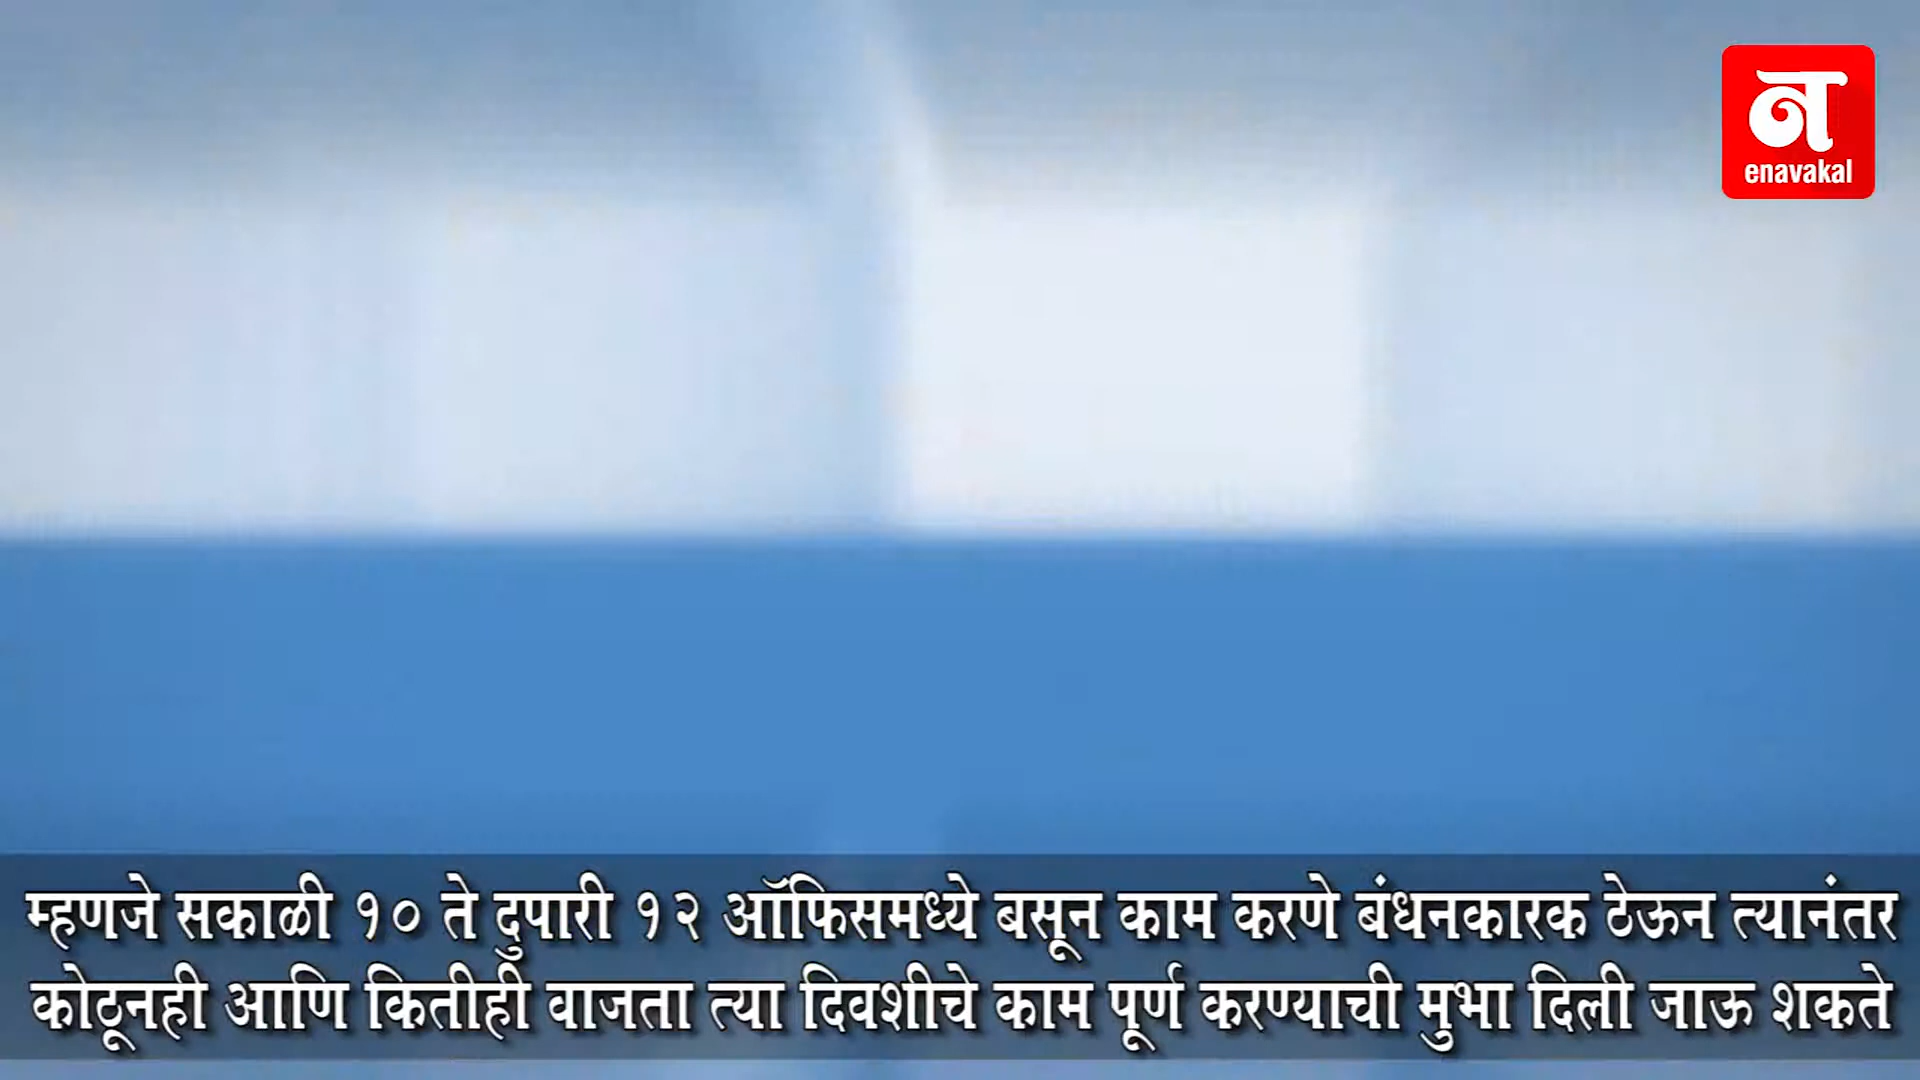 न
enavakal
म्हणजे सकाळी १० ते दुपारी १२ ऑफिसमध्ये बसून काम करणे बंधनकारक ठेऊन त्यानंतर
कोठूनही आणि कितीही वाजता त्या दिवशीचे काम पूर्ण करण्याची मुभा दिली जाऊ शकते